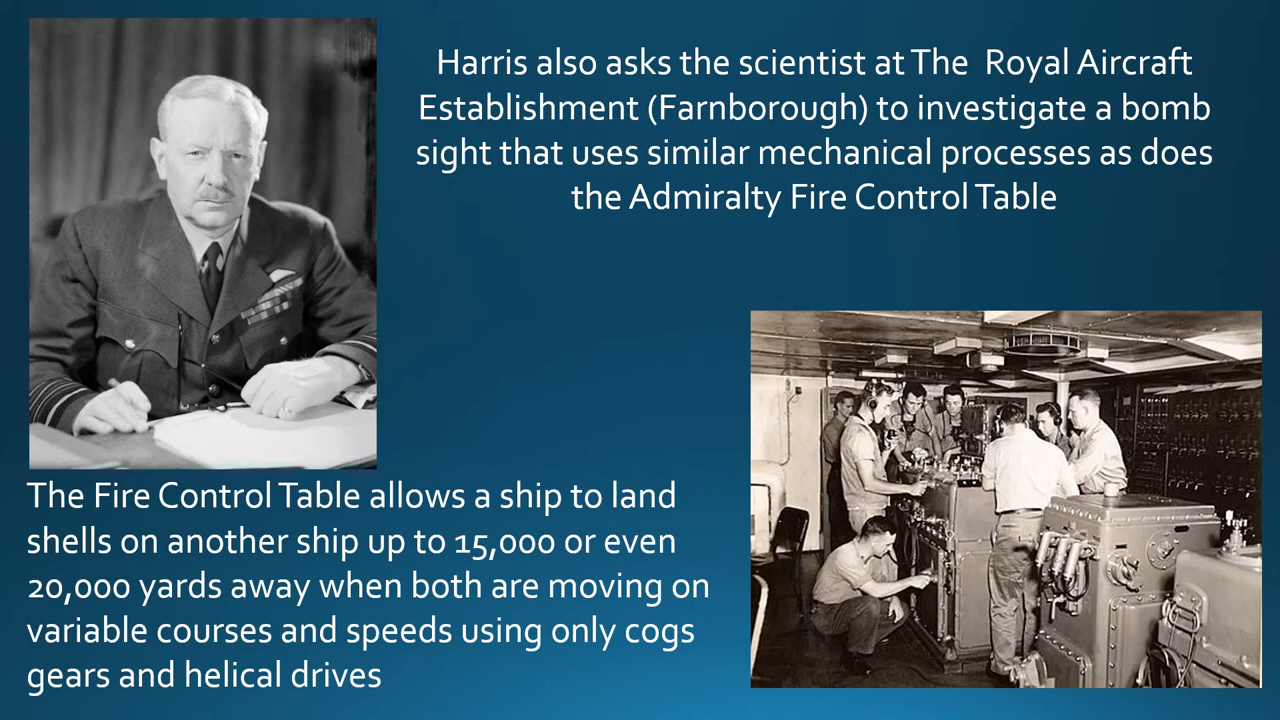 Harris also asks the scientist at The  Royal Aircraft
Establishment (Farnborough) to investigate a bomb
sight that uses similar mechanical processes as does
the Admiralty Fire Control Table
The Fire Control Table allows a ship to land
shells on another ship up to 15,000 or even
20,000 yards away when both are moving on
variable courses and speeds using only cogs
gears and helical drives